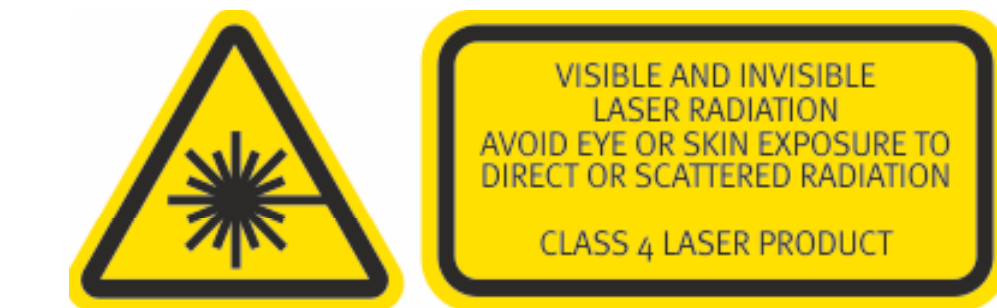 VISIBLE AND INVISIBLE
LASER RADIATION
AVOID EYE OR SKIN EXPOSURE TO
DIRECT OR SCATTERED RADIATION
CLASS 4 LASER PRODUCT